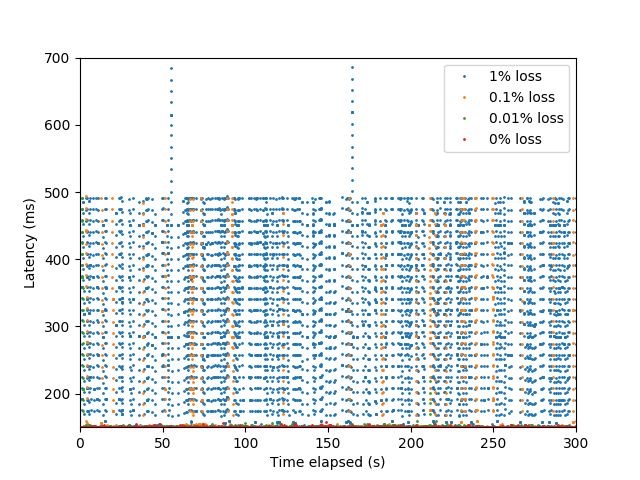 700
600
500
400
300
200
Latency (ms)
1% loss
0.1% loss
0.01% loss
0% loss
0 50 100 150 200 250 300
Time elapsed (s)